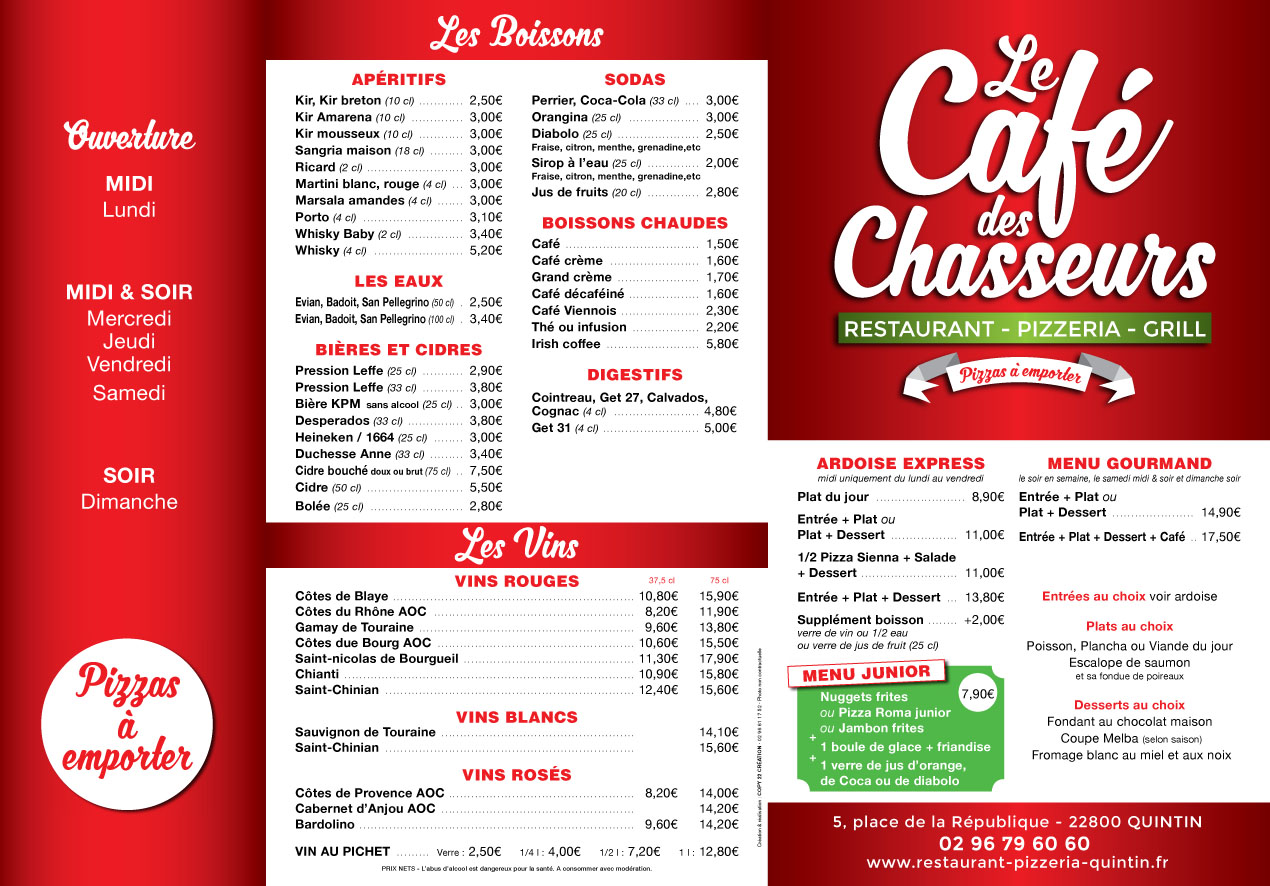 Ouverture
MIDI
Lundi
MIDI & SOIR
Mercredi
Jeudi
Vendredi
Samedi
SOIR
Dimanche
Pizzas
à
emporter
Les Boissons
APÉRITIFS
Kir, Kir breton (10 cl) ............ 2,50€
Kir Amarena (10 cl) ............ 3,00€
Kir mousseux (10 cl) ............ 3,00€
Sangria maison (18 cl) ......... 3,00€
Ricard (2 cl) ............ 3,00€
Martini blanc, rouge (4 cl) ... 3,00€
Marsala amandes (4 cl) ....... 3,00€
Porto (4 cl) ............ 3,10€
Whisky Baby (2 cl) ............ 3,40€
Whisky (4 cl) ............ 5,20€
LES EAUX
Evian, Badoit, San Pellegrino (50 cl) . 2,50€
Evian, Badoit, San Pellegrino (100 cl) . 3,40€
BIÈRES ET CIDRES
Pression Leffe (25 cl) ............ 2,90€
Pression Leffe (33 cl) ............ 3,80€
Bière KPM sans alcool (25 cl) .. 3,00€
Desperados (33 cl) ............ 3,80€
Heineken / 1664 (25 cl) ........ 3,00€
Duchesse Anne (33 cl) ......... 3,40€
Cidre bouché doux ou brut (75 cl) .. 7,50€
Cidre (50 cl) ............ 5,50€
Bolée (25 cl) ............ 2,80€
SODAS
Perrier, Coca-Cola (33 cl) .... 3,00€
Orangina (25 cl) ............ 3,00€
Diabolo (25 cl) ............ 2,50€
Fraise, citron, menthe, grenadine,etc
Sirop à l'eau (25 cl) ............ 2,00€
Fraise, citron, menthe, grenadine,etc
Jus de fruits (20 cl) ............ 2,80€
BOISSONS CHAUDES
Café ............ 1,50€
Café crème ............ 1,60€
Grand crème ............ 1,70€
Café décaféiné ............ 1,60€
Café Viennois ............ 2,30€
Thé ou infusion ............ 2,20€
Irish coffee ............ 5,80€
DIGESTIFS
Cointreau, Get 27, Calvados,
Cognac (4 cl) ............ 4,80€
Get 31 (4 cl) ............ 5,00€
Les Vins
VINS ROUGES 37,5 cl 75 cl
Côtes de Blaye ............ 10,80€ 15,90€
Côtes du Rhône AOC ............ 8,20€ 11,90€
Gamay de Touraine ............ 9,60€ 13,80€
Côtes due Bourg AOC ............ 10,60€ 15,50€
Saint-nicolas de Bourgueil ............ 11,30€ 17,90€
Chianti ............ 10,90€ 15,80€
Saint-Chinian ............ 12,40€ 15,60€
VINS BLANCS
Sauvignon de Touraine ............ 14,10€
Saint-Chinian ............ 15,60€
VINS ROSÉS
Côtes de Provence AOC ............ 8,20€ 14,00€
Cabernet d'Anjou AOC ............ 14,20€
Bardolino ............ 9,60€ 14,20€
VIN AU PICHET ......... Verre : 2,50€ 1/4 l : 4,00€ 1/2 l : 7,20€ 1 l : 12,80€
PRIX NETS - L'abus d'alcool est dangereux pour la santé. A consommer avec modération.
Création & réalisation : COPY 22 CRÉATION - 02 96 61 17 50 - Photo non contractuelle
Le
Café
des
Chasseurs
RESTAURANT - PIZZERIA - GRILL
Pizzas à emporter
ARDOISE EXPRESS
midi uniquement du lundi au vendredi
Plat du jour ............ 8,90€
Entrée + Plat ou
Plat + Dessert ............ 11,00€
1/2 Pizza Sienna + Salade
+ Dessert ............ 11,00€
Entrée + Plat + Dessert ... 13,80€
Supplément boisson ....... +2,00€
verre de vin ou 1/2 eau
ou verre de jus de fruit (25 cl)
MENU JUNIOR
7,90€
Nuggets frites
ou Pizza Roma junior
ou Jambon frites
+
1 boule de glace + friandise
+
1 verre de jus d'orange,
de Coca ou de diabolo
MENU GOURMAND
le soir en semaine, le samedi midi & soir et dimanche soir
Entrée + Plat ou
Plat + Dessert ............ 14,90€
Entrée + Plat + Dessert + Café .. 17,50€
Entrées au choix voir ardoise
Plats au choix
Poisson, Plancha ou Viande du jour
Escalope de saumon
et sa fondue de poireaux
Desserts au choix
Fondant au chocolat maison
Coupe Melba (selon saison)
Fromage blanc au miel et aux noix
5, place de la République - 22800 QUINTIN
02 96 79 60 60
www.restaurant-pizzeria-quintin.fr